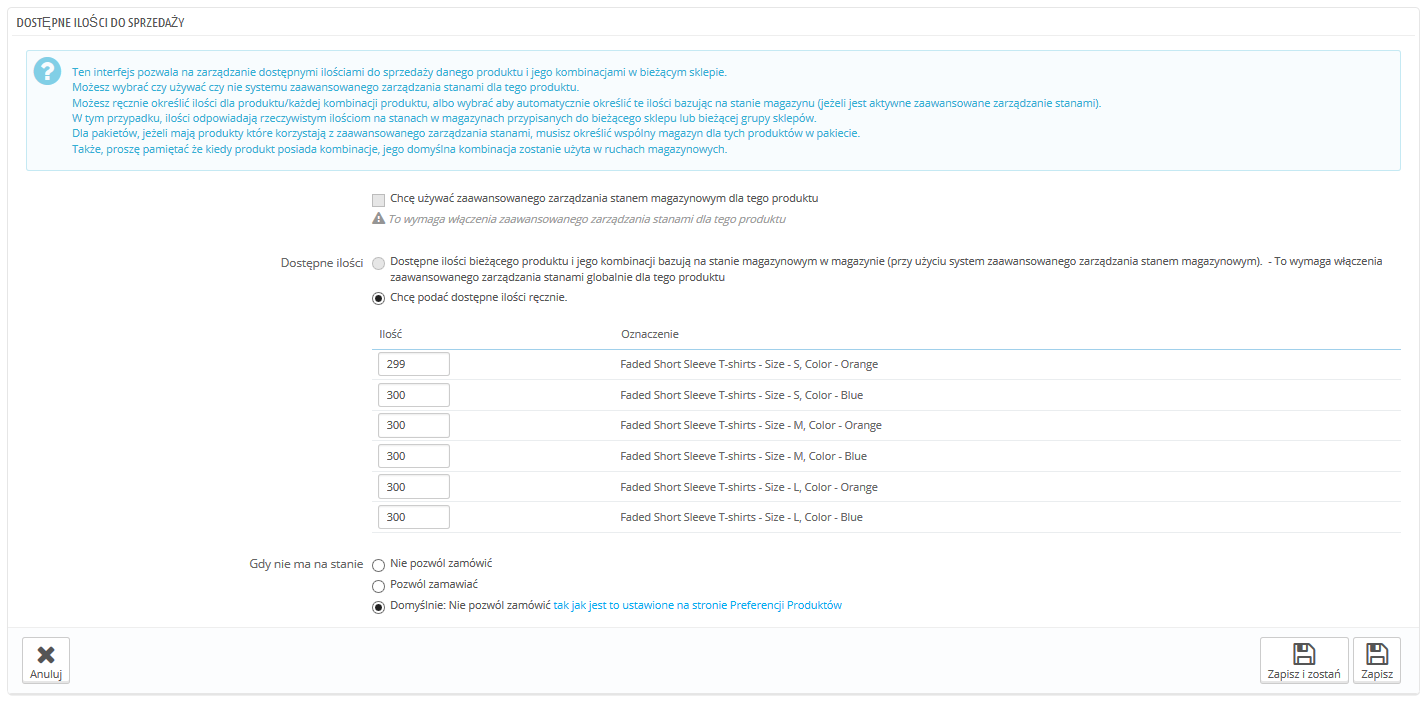 DOSTĘPNE ILOŚCI DO SPRZEDAŻY
Ten interfejs pozwala na zarządzanie dostępnymi ilościami do sprzedaży danego produktu i jego kombinacjami w bieżącym sklepie.
Możesz wybrać czy używać czy nie systemu zaawansowanego zarządzania stanami dla tego produktu.
Możesz ręcznie określić ilości dla produktu/każdej kombinacji produktu, albo wybrać aby automatycznie określić te ilości bazując na stanie magazynu (jeżeli jest aktywne zaawansowane zarządzanie stanami).
W tym przypadku, ilości odpowiadają rzeczywistym ilościom na stanach w magazynach przypisanych do bieżącego sklepu lub bieżącej grupy sklepów.
Dla pakietów, jeżeli mają produkty które korzystają z zaawansowanego zarządzania stanami, musisz określić wspólny magazyn dla tych produktów w pakiecie.
Także, proszę pamiętać że kiedy produkt posiada kombinacje, jego domyślna kombinacja zostanie użyta w ruchach magazynowych.
Chcę używać zaawansowanego zarządzania stanem magazynowym dla tego produktu
To wymaga włączenia zaawansowanego zarządzania stanami dla tego produktu
Dostępne ilości Dostępne ilości bieżącego produktu i jego kombinacji bazują na stanie magazynowym w magazynie (przy użyciu system zaawansowanego zarządzania stanem magazynowym). - To wymaga włączenia
zaawansowanego zarządzania stanami globalnie dla tego produktu
Chcę podać dostępne ilości ręcznie.
Ilość Oznaczenie
299 Faded Short Sleeve T-shirts - Size - S, Color - Orange
300 Faded Short Sleeve T-shirts - Size - S, Color - Blue
300 Faded Short Sleeve T-shirts - Size - M, Color - Orange
300 Faded Short Sleeve T-shirts - Size - M, Color - Blue
300 Faded Short Sleeve T-shirts - Size - L, Color - Orange
300 Faded Short Sleeve T-shirts - Size - L, Color - Blue
Gdy nie ma na stanie Nie pozwól zamówić
Pozwól zamawiać
Domyślnie: Nie pozwól zamówić tak jak jest to ustawione na stronie Preferencji Produktów
Anuluj Zapisz i zostań Zapisz